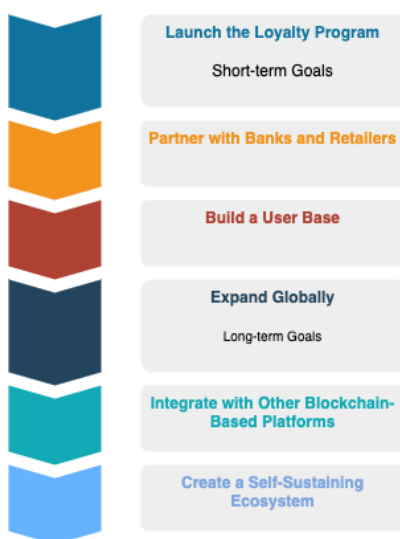 Launch the Loyalty Program
Short-term Goals
Partner with Banks and Retailers
Build a User Base
Expand Globally
Long-term Goals
Integrate with Other Blockchain-
Based Platforms
Create a Self-Sustaining
Ecosystem